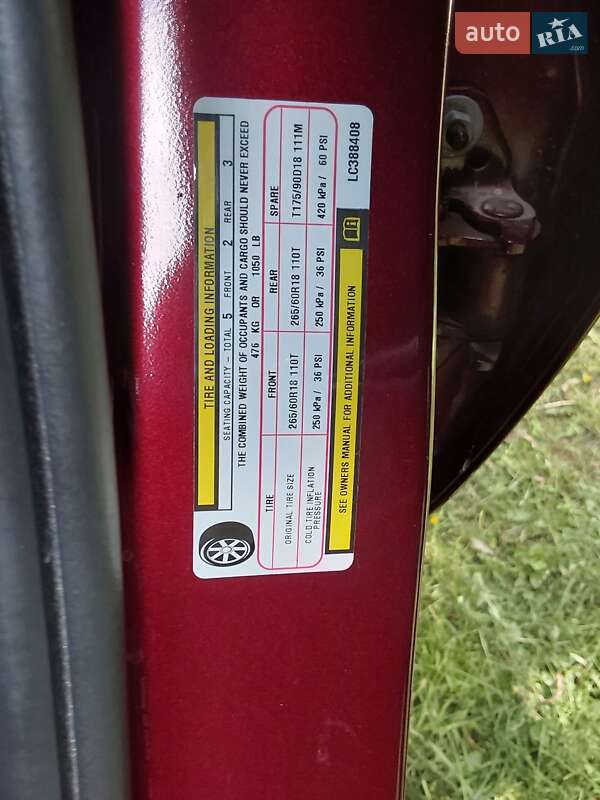 auto RIA
.com
TIRE AND LOADING INFORMATION
SEATING CAPACITY - TOTAL 5 FRONT 2 REAR 3
THE COMBINED WEIGHT OF OCCUPANTS AND CARGO SHOULD NEVER EXCEED
476 KG OR 1050 LB
TIRE FRONT REAR SPARE
ORIGINAL TIRE SIZE 265/60R18 110T 265/60R18 110T T175/90D18 111M
COLD TIRE INFLATION
PRESSURE 250 kPa / 36 PSI 250 kPa / 36 PSI 420 kPa / 60 PSI
SEE OWNERS MANUAL FOR ADDITIONAL INFORMATION
LC388408